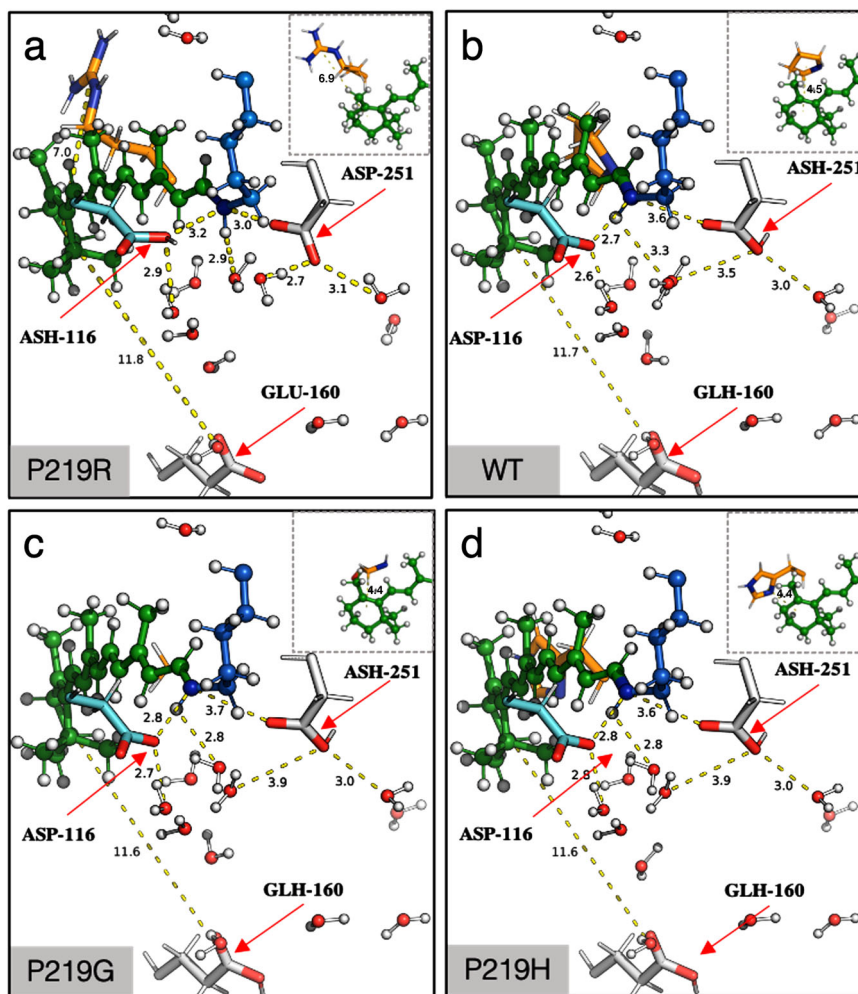 a
6.9
7.0
ASP-251
3.2
3.0
2.9
2.9
2.7
3.1
ASH-116
11.8
GLU-160
P219R
b
4.5
ASH-251
3.6
2.7
3.3
2.6
3.5
3.0
ASP-116
11.7
GLH-160
WT
c
4.4
ASH-251
3.7
2.8
2.8
2.7
3.9
3.0
ASP-116
11.6
GLH-160
P219G
d
4.4
ASH-251
3.6
2.8
2.8
2.8
3.9
3.0
ASP-116
11.6
GLH-160
P219H